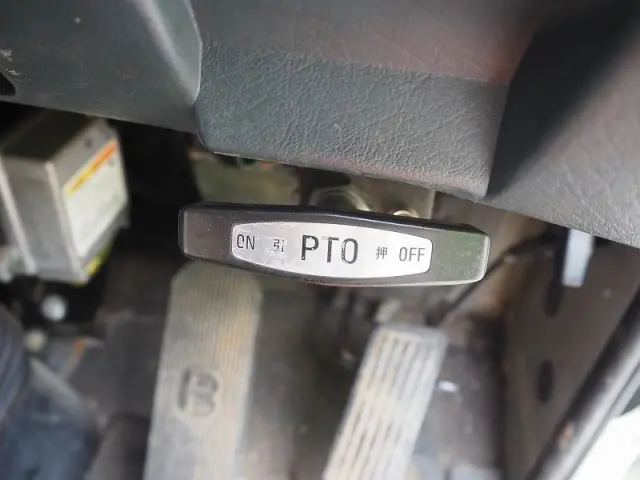 ON 引 PTO 押 OFF
B